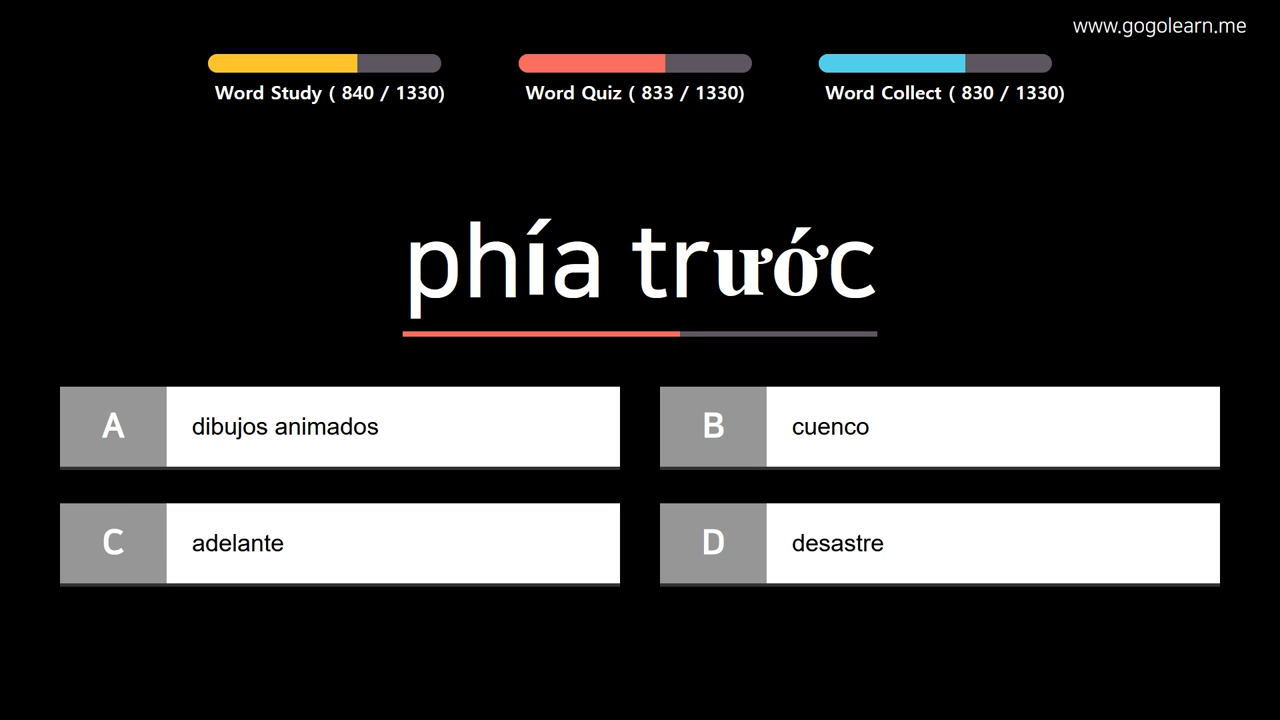 www.gogolearn.me
Word Study ( 840 / 1330)
Word Quiz ( 833 / 1330)
Word Collect ( 830 / 1330)
phía trước
A dibujos animados
B cuenco
C adelante
D desastre